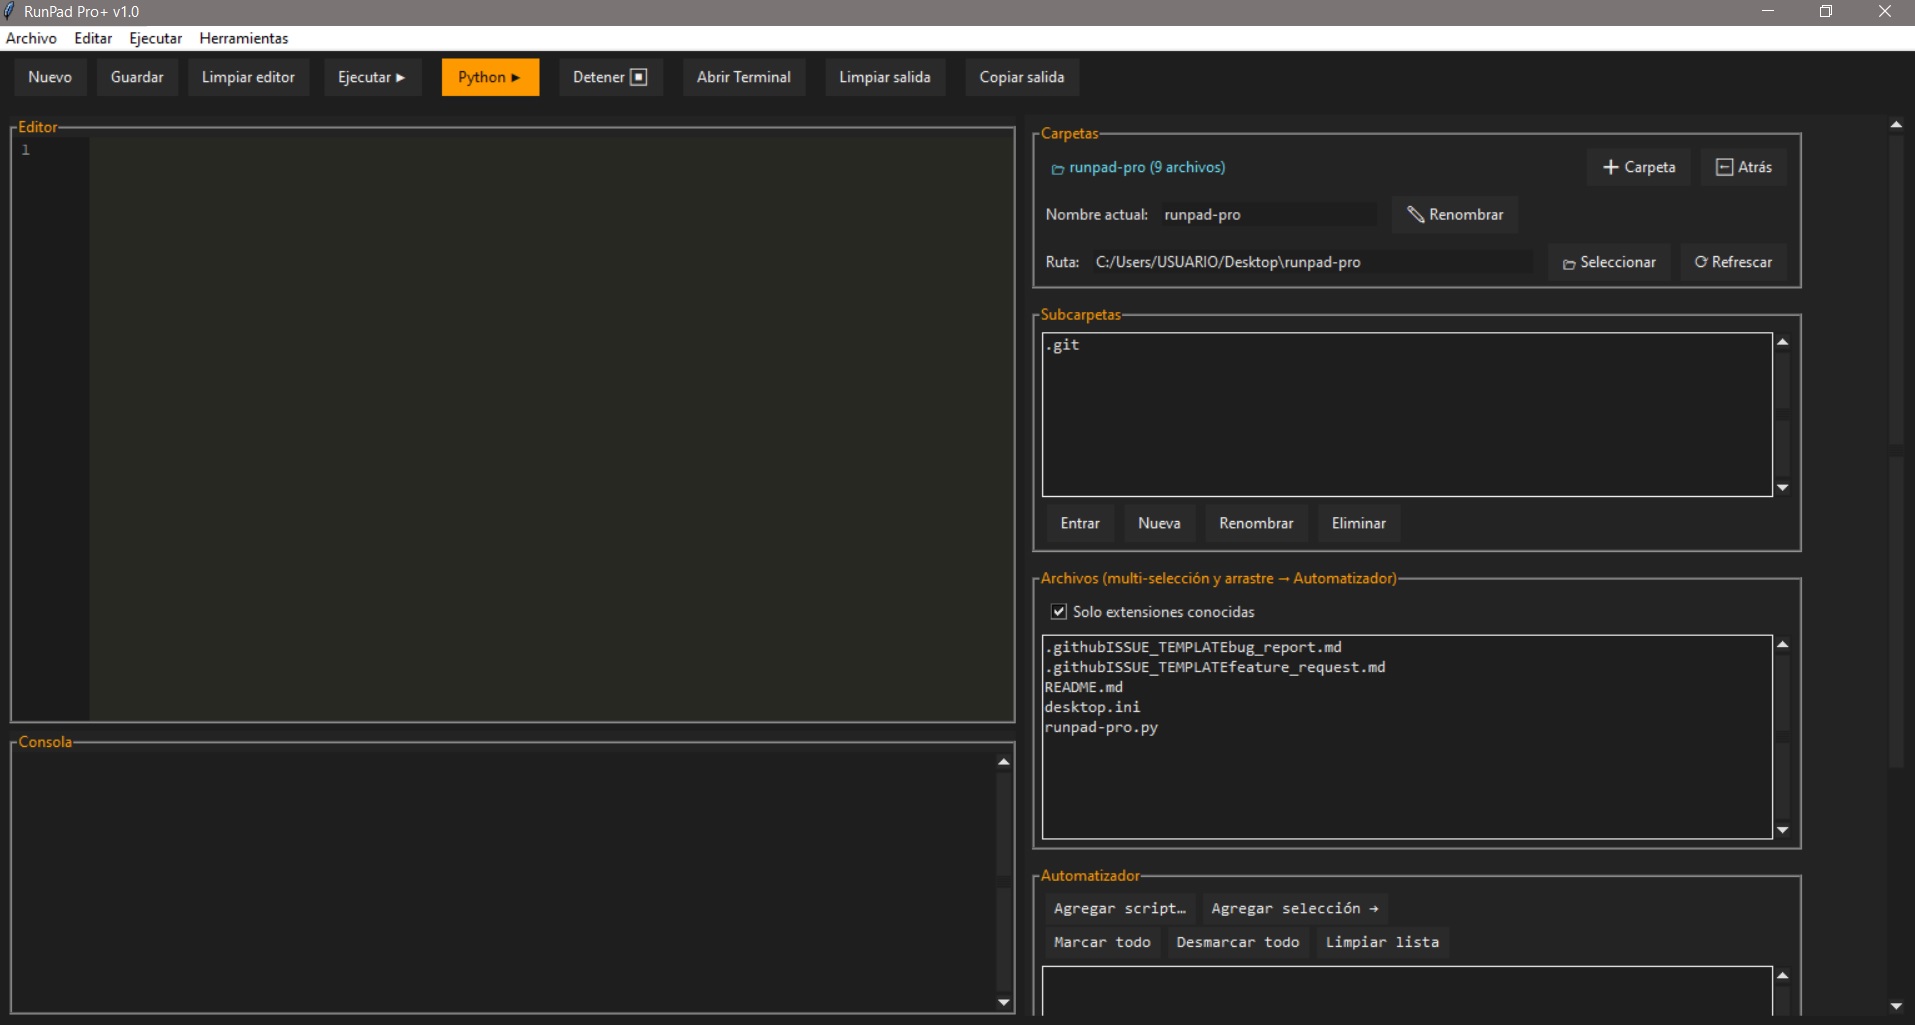 RunPad Pro+ v1.0
Archivo Editar Ejecutar Herramientas
Nuevo Guardar Limpiar editor Ejecutar ▶ Python ▶ Detener Abrir Terminal Limpiar salida Copiar salida
Editor
1
Consola
Carpetas
runpad-pro (9 archivos) + Carpeta Atrás
Nombre actual: runpad-pro Renombrar
Ruta: C:/Users/USUARIO/Desktop\runpad-pro Seleccionar Refrescar
Subcarpetas
.git
Entrar Nueva Renombrar Eliminar
Archivos (multi-selección y arrastre → Automatizador)
Solo extensiones conocidas
.githubISSUE_TEMPLATEbug_report.md
.githubISSUE_TEMPLATEfeature_request.md
README.md
desktop.ini
runpad-pro.py
Automatizador
Agregar script… Agregar selección →
Marcar todo Desmarcar todo Limpiar lista